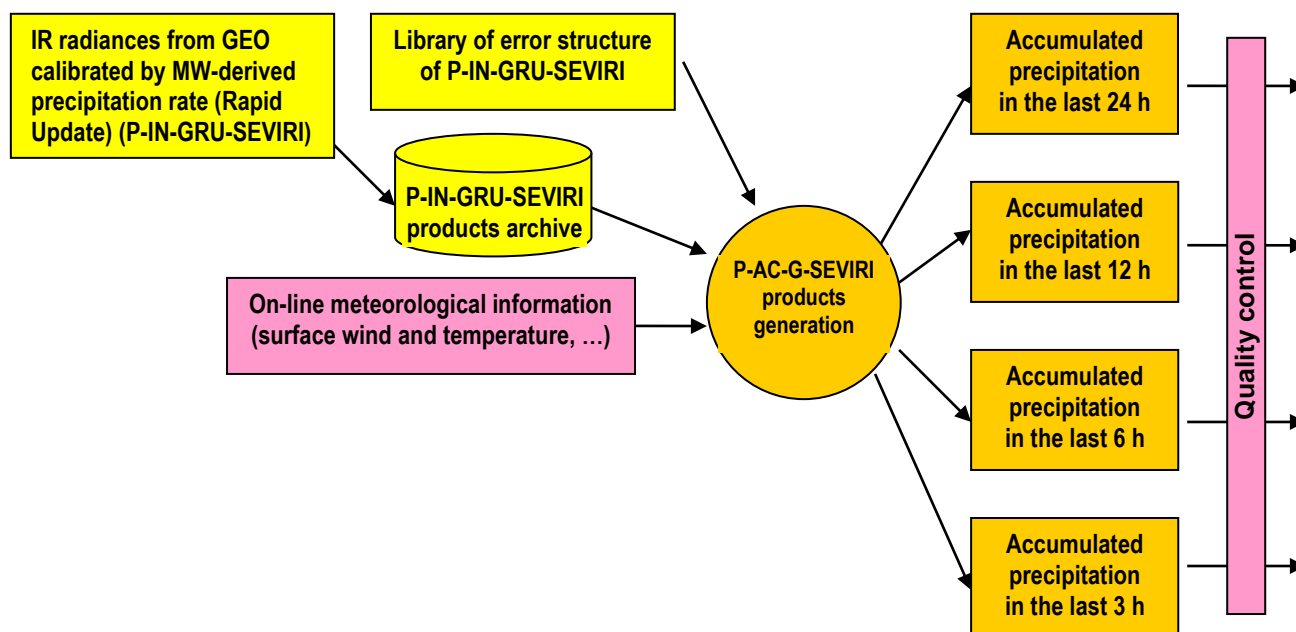 IR radiances from GEO
calibrated by MW-derived
precipitation rate (Rapid
Update) (P-IN-GRU-SEVIRI)
Library of error structure
of P-IN-GRU-SEVIRI
P-IN-GRU-SEVIRI
products archive
On-line meteorological information
(surface wind and temperature, …)
P-AC-G-SEVIRI
products
generation
Accumulated
precipitation
in the last 24 h
Accumulated
precipitation
in the last 12 h
Accumulated
precipitation
in the last 6 h
Accumulated
precipitation
in the last 3 h
Quality control